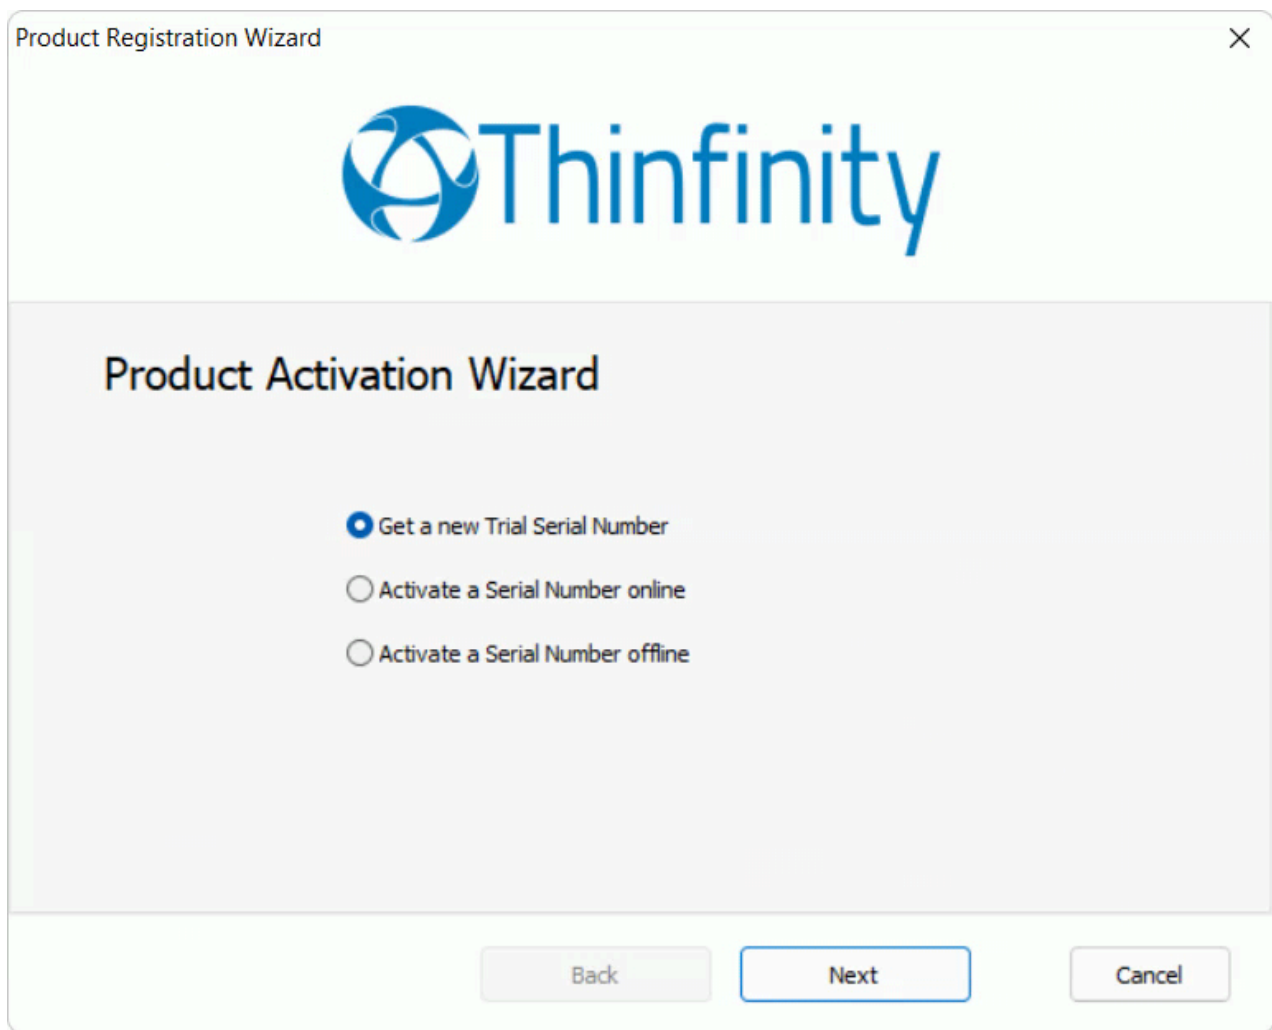 Product Registration Wizard
Thinfinity
Product Activation Wizard
Get a new Trial Serial Number
Activate a Serial Number online
Activate a Serial Number offline
Back Next Cancel